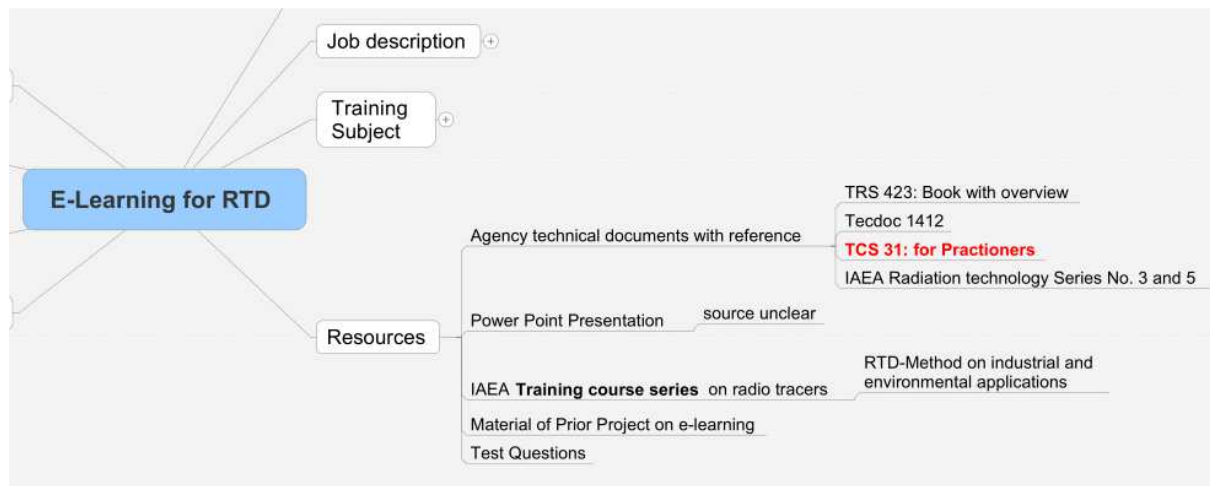 Job description
Training
Subject
E-Learning for RTD
Resources
Agency technical documents with reference
TRS 423: Book with overview
Tecdoc 1412
TCS 31: for Practioners
IAEA Radiation technology Series No. 3 and 5
Power Point Presentation
source unclear
IAEA Training course series on radio tracers
RTD-Method on industrial and
environmental applications
Material of Prior Project on e-learning
Test Questions